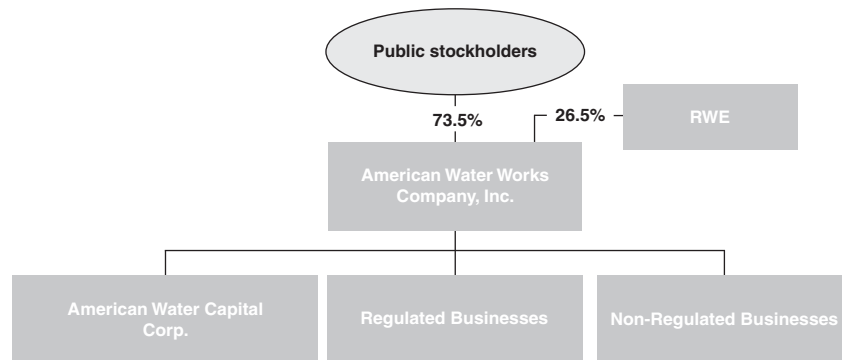 Public stockholders
73.5%
26.5%
RWE
American Water Works
Company, Inc.
American Water Capital
Corp.
Regulated Businesses
Non-Regulated Businesses